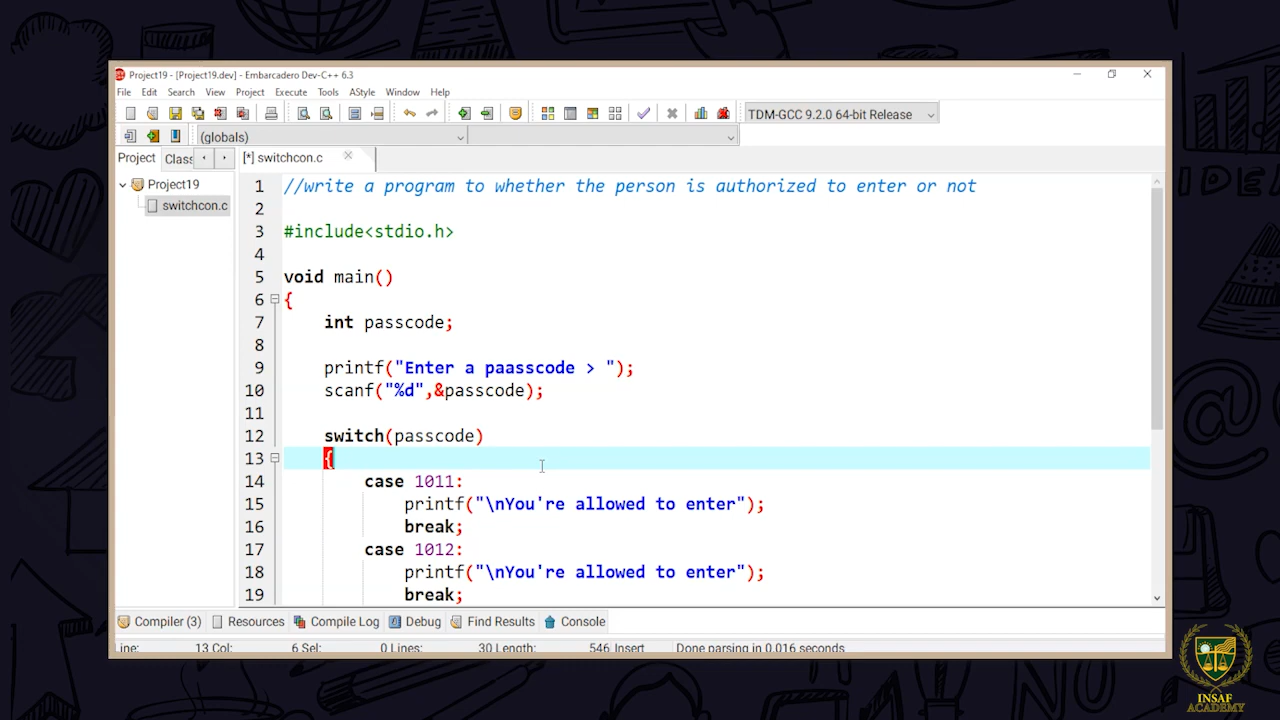 Project19 - [Project19.dev] - Embarcadero Dev-C++ 6.3
File Edit Search View Project Execute Tools AStyle Window Help
TDM-GCC 9.2.0 64-bit Release
(globals)
Project Class [*] switchcon.c
Project19
switchcon.c
1 //write a program to whether the person is authorized to enter or not
2
3 #include<stdio.h>
4
5 void main()
6 {
7 int passcode;
8
9 printf("Enter a paasscode > ");
10 scanf("%d",&passcode);
11
12 switch(passcode)
13 {
14 case 1011:
15 printf("\nYou're allowed to enter");
16 break;
17 case 1012:
18 printf("\nYou're allowed to enter");
19 break;
Compiler (3) Resources Compile Log Debug Find Results Console
Line: 13 Col: 6 Sel: 0 Lines: 30 Length: 546 Insert Done parsing in 0.016 seconds
IDEA
INSAF
ACADEMY